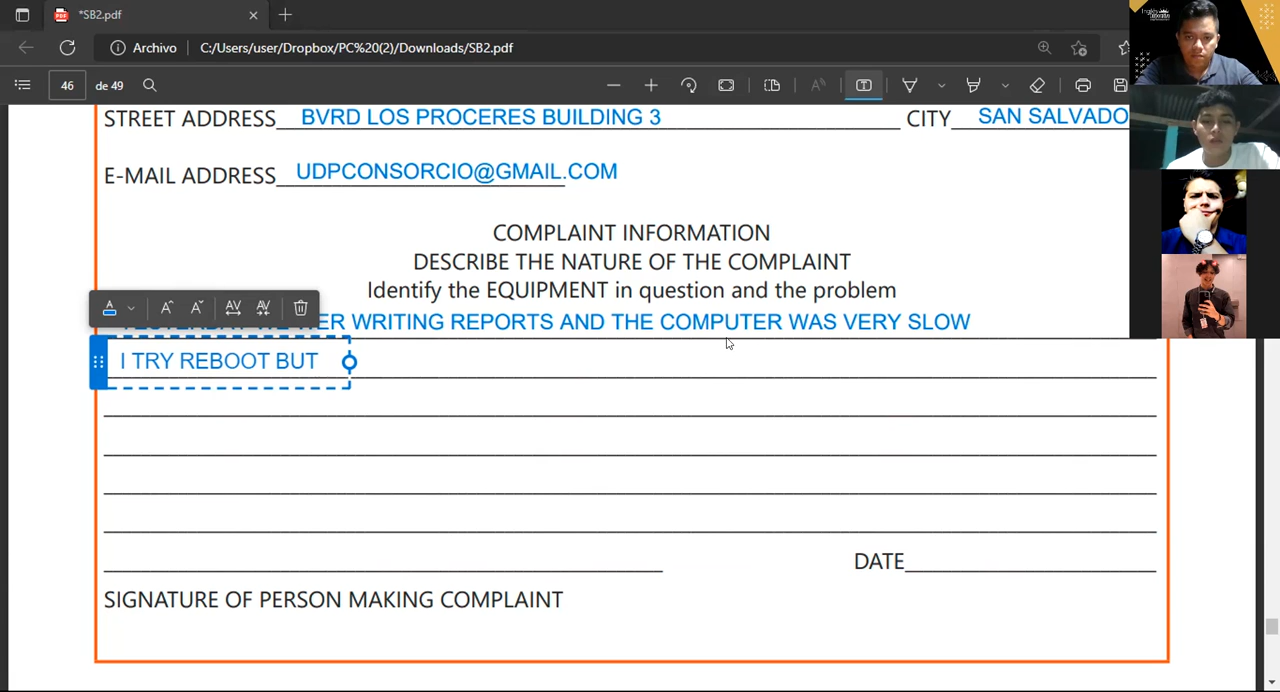 *SB2.pdf
Archivo C:/Users/user/Dropbox/PC%20(2)/Downloads/SB2.pdf
46 de 49
STREET ADDRESS BVRD LOS PROCERES BUILDING 3 CITY SAN SALVADO
E-MAIL ADDRESS UDPCONSORCIO@GMAIL.COM
COMPLAINT INFORMATION
DESCRIBE THE NATURE OF THE COMPLAINT
Identify the EQUIPMENT in question and the problem
WRITING REPORTS AND THE COMPUTER WAS VERY SLOW
I TRY REBOOT BUT
DATE
SIGNATURE OF PERSON MAKING COMPLAINT